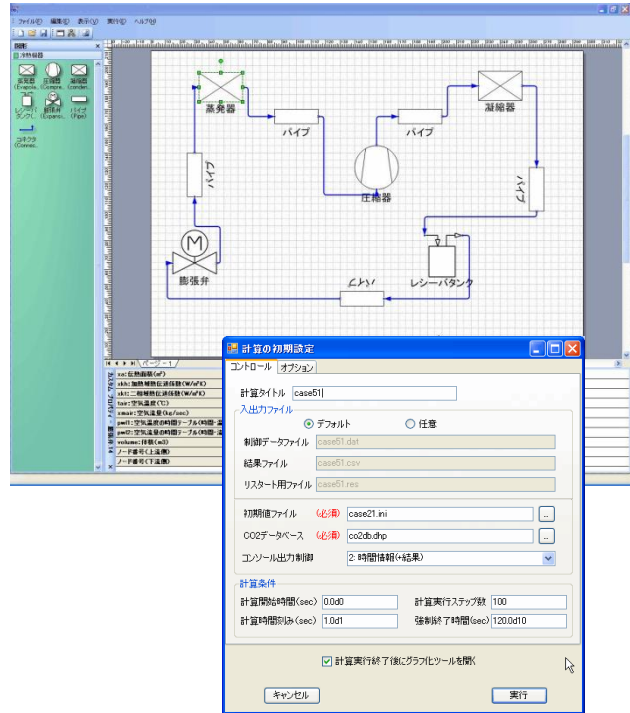 ファイル(F) 編集(E) 表示(V) 実行(R) ヘルプ(H)
図形
冷熱機器
蒸発器 圧縮器 凝縮器
(Evapola.. (Compre.. (conden..
レシーバ 膨張弁 パイプ
タンク(.. (Expansi.. (Pipe)
コネクタ
(Connec..
蒸発器
パイプ
パイプ
凝縮器
圧縮器
パイプ
パイプ
M
膨張弁
パイプ
レシーバタンク
ページ-1
xa: 伝熱面積(㎡)
xkh: 加熱域熱伝達係数(W/㎡K)
xkt: 二相域熱伝達係数(W/㎡K)
tair: 空気温度(℃)
xmair: 空気流量(kg/sec)
volume: 体積(m3)
ノード番号(上流側)
ノード番号(下流側)
計算の初期設定
コントロール オプション
計算タイトル case51
入出力ファイル
デフォルト 任意
制御データファイル case51.dat
結果ファイル case51.csv
リスタート用ファイル case51.res
初期値ファイル (必須) case21.ini ..
CO2データベース (必須) co2db.dhp ..
コンソール出力制御 2: 時間情報(+結果)
計算条件
計算開始時間(sec) 0.0d0 計算実行ステップ数 100
計算時間刻み(sec) 1.0d1 強制終了時間(sec) 120.0d10
計算実行終了後にグラフ化ツールを開く
キャンセル 実行